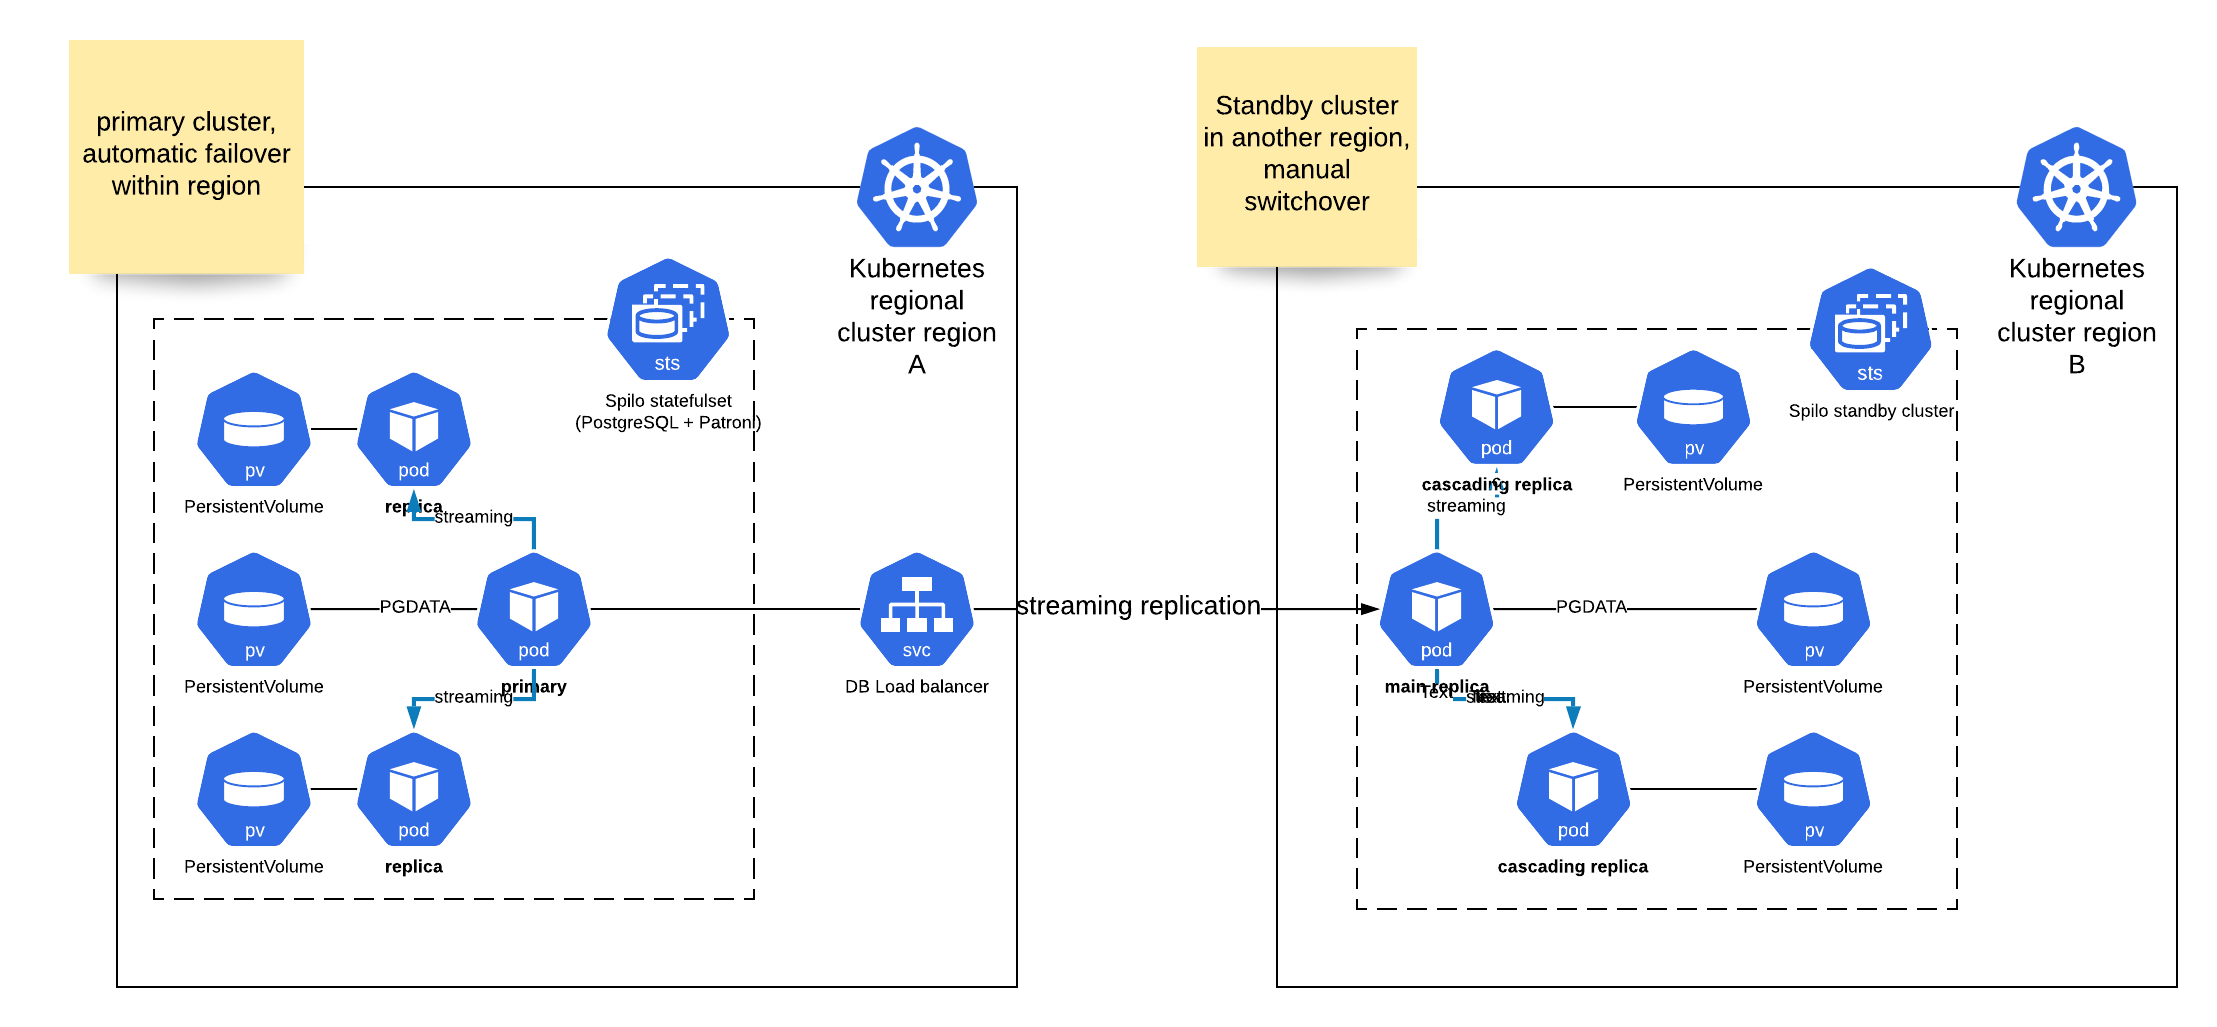 primary cluster,
automatic failover
within region
Kubernetes
regional
cluster region
A
sts
Spilo statefulset
(PostgreSQL + Patroni)
pv
PersistentVolume
pod
replica
streaming
pv
PersistentVolume
PGDATA
pod
primary
streaming
svc
DB Load balancer
pv
PersistentVolume
pod
replica
streaming replication
Standby cluster
in another region,
manual
switchover
Kubernetes
regional
cluster region
B
sts
Spilo standby cluster
pod
cascading replica
streaming
pv
PersistentVolume
pod
main replica
Text
streaming
PGDATA
pv
PersistentVolume
pod
cascading replica
pv
PersistentVolume